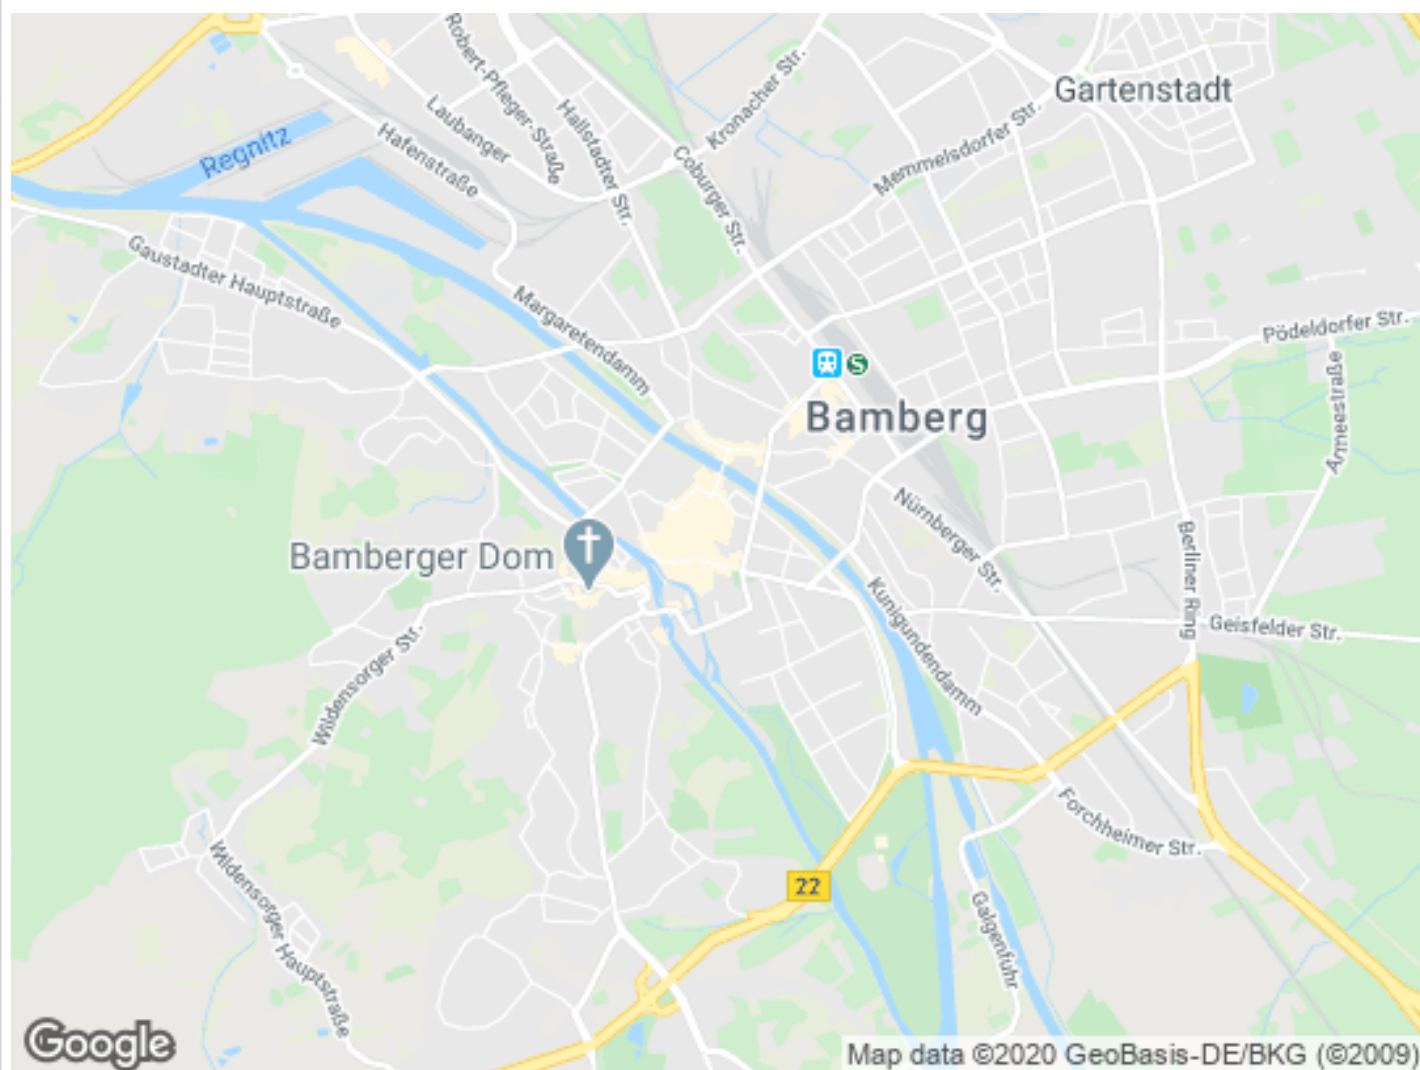 Robert-Pfleger-Straße
Kronacher Str.
Gartenstadt
Laubanger
Hallstadter Str.
Memmelsdorfer Str.
Regnitz
Hafenstraße
Coburger Str.
Gaustadter Hauptstraße
Margaretendamm
Pödeldorfer Str.
S
Bamberg
Armeestraße
Nürnberger Str.
Bamberger Dom
Berliner Ring
Kunigundendamm
Geisfelder Str.
Wildensorger Str.
Forchheimer Str.
22
Wildensorger Hauptstraße
Galgenfuhr
Google
Map data ©2020 GeoBasis-DE/BKG (©2009)